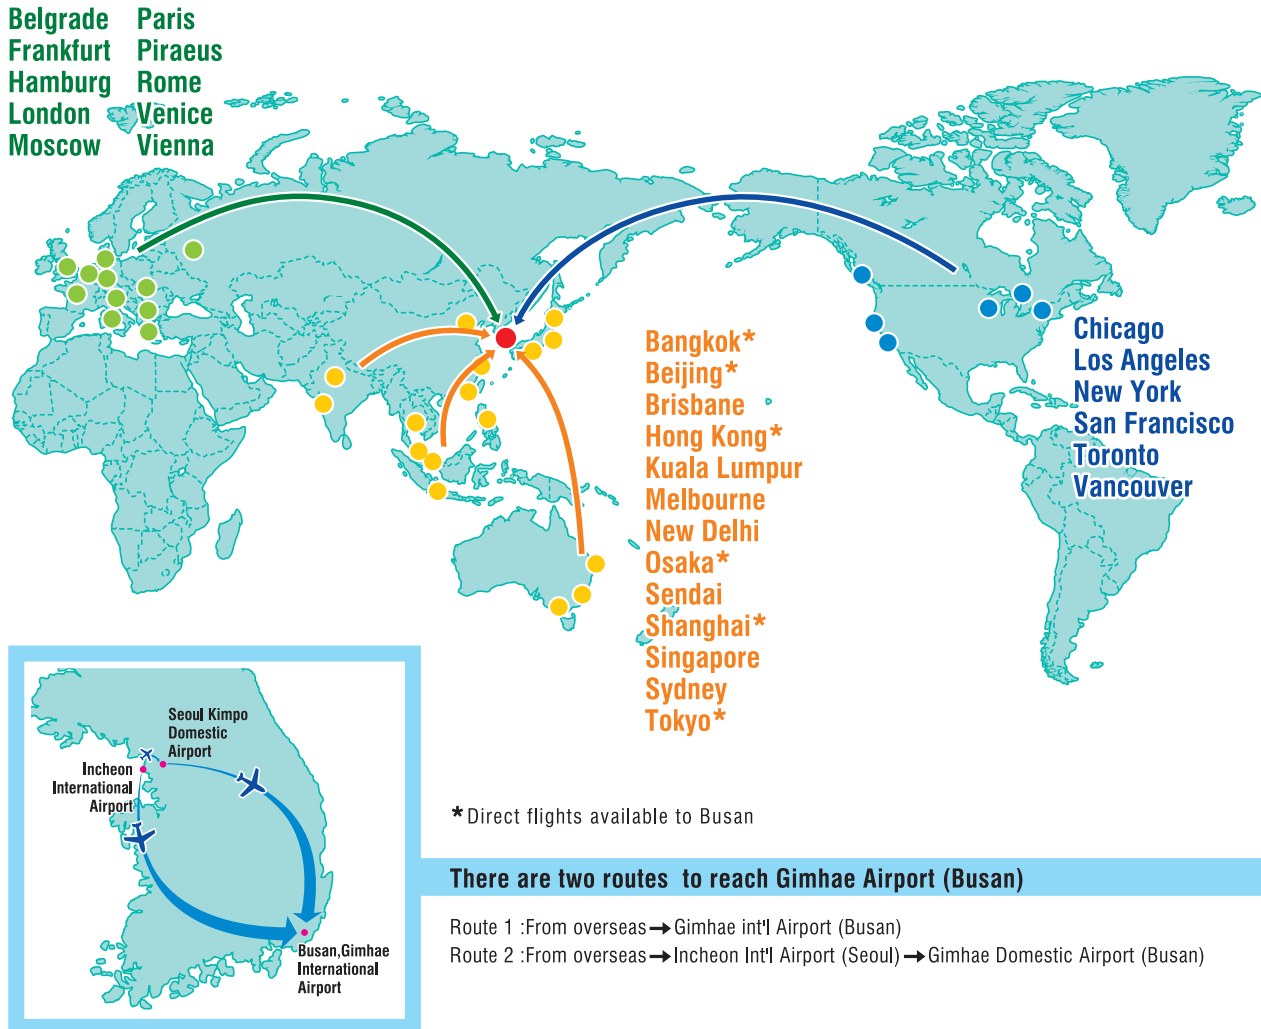 Belgrade Paris
Frankfurt Piraeus
Hamburg Rome
London Venice
Moscow Vienna
Bangkok*
Beijing*
Brisbane
Hong Kong*
Kuala Lumpur
Melbourne
New Delhi
Osaka*
Sendai
Shanghai*
Singapore
Sydney
Tokyo*
Chicago
Los Angeles
New York
San Francisco
Toronto
Vancouver
Seoul Kimpo
Domestic
Airport
Incheon
International
Airport
Busan,Gimhae
International
Airport
*Direct flights available to Busan
There are two routes to reach Gimhae Airport (Busan)
Route 1 :From overseas→Gimhae int'l Airport (Busan)
Route 2 :From overseas→Incheon Int'l Airport (Seoul)→Gimhae Domestic Airport (Busan)